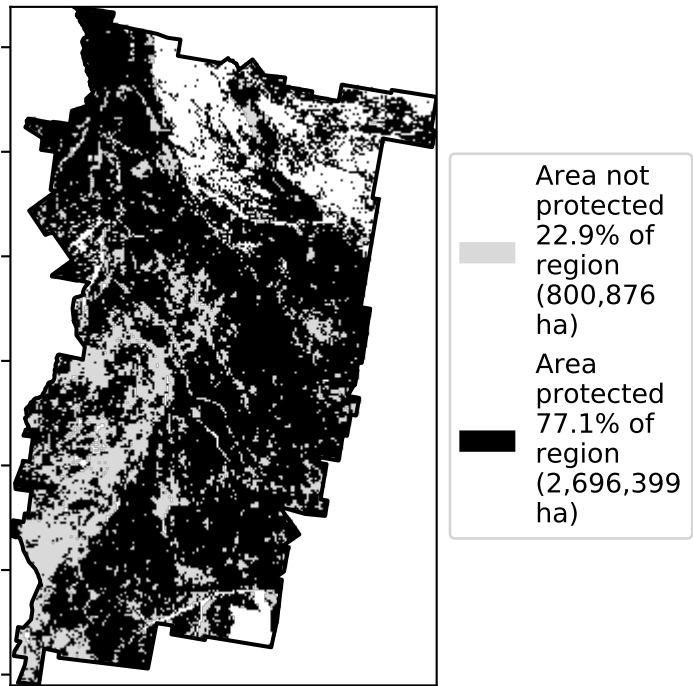 Area not
protected
22.9% of
region
(800,876
ha)
Area
protected
77.1% of
region
(2,696,399
ha)